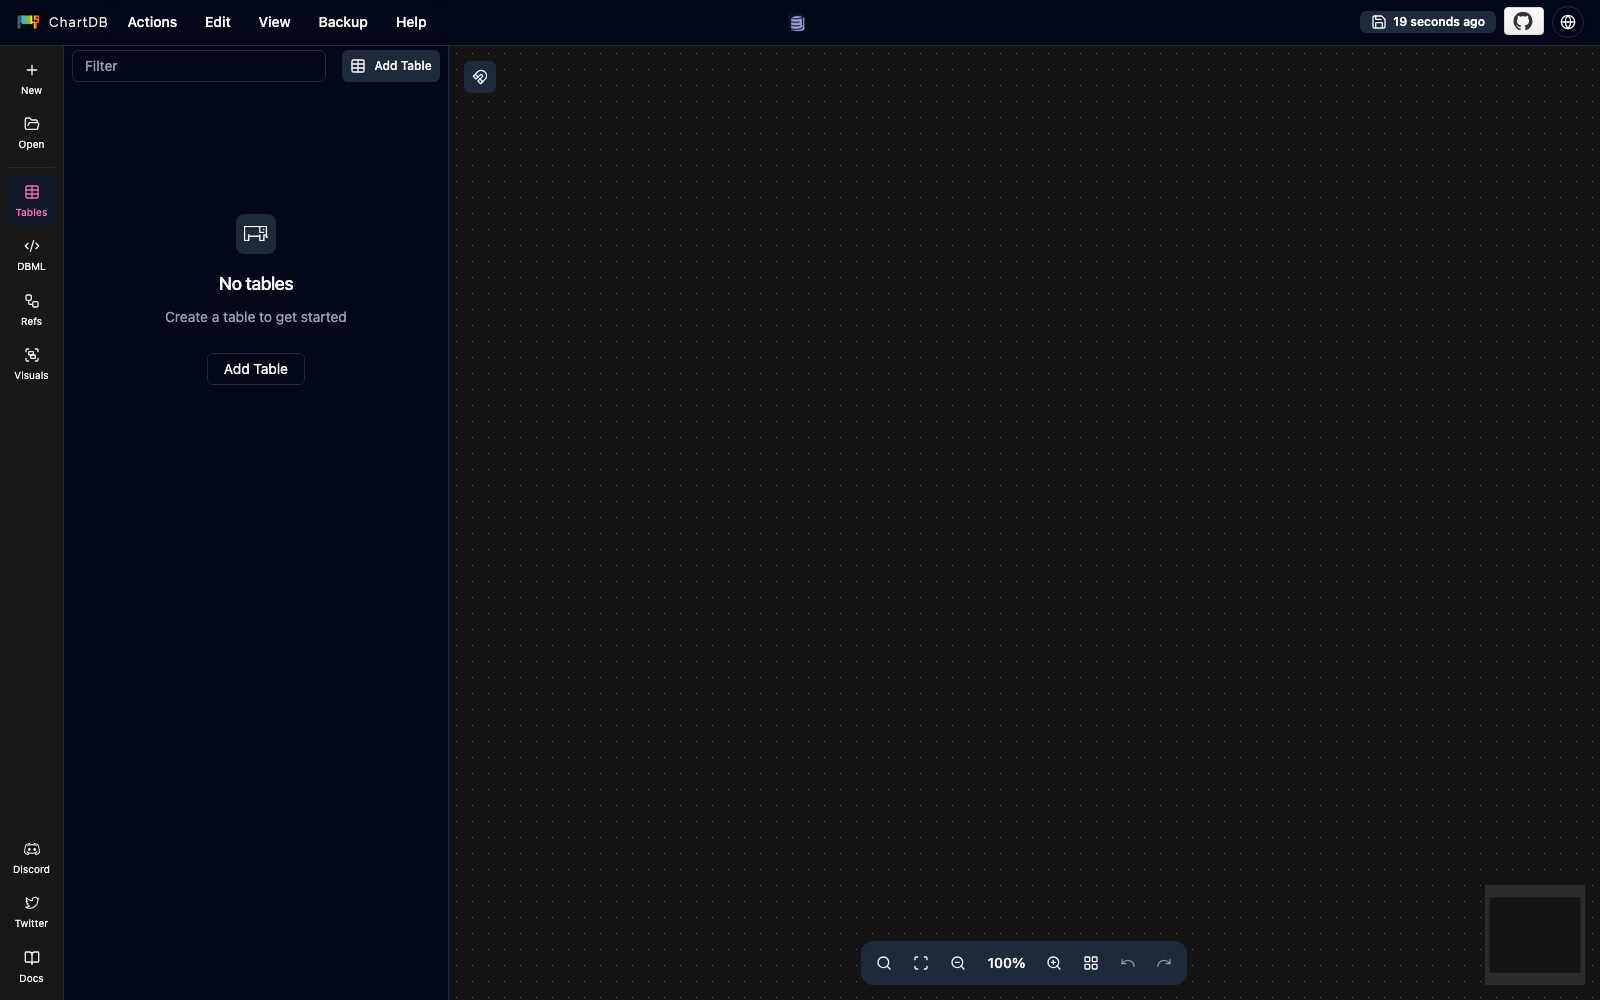 ChartDB
Actions
Edit
View
Backup
Help
19 seconds ago
New
Open
Tables
DBML
Refs
Visuals
Discord
Twitter
Docs
Filter
Add Table
No tables
Create a table to get started
Add Table
100%